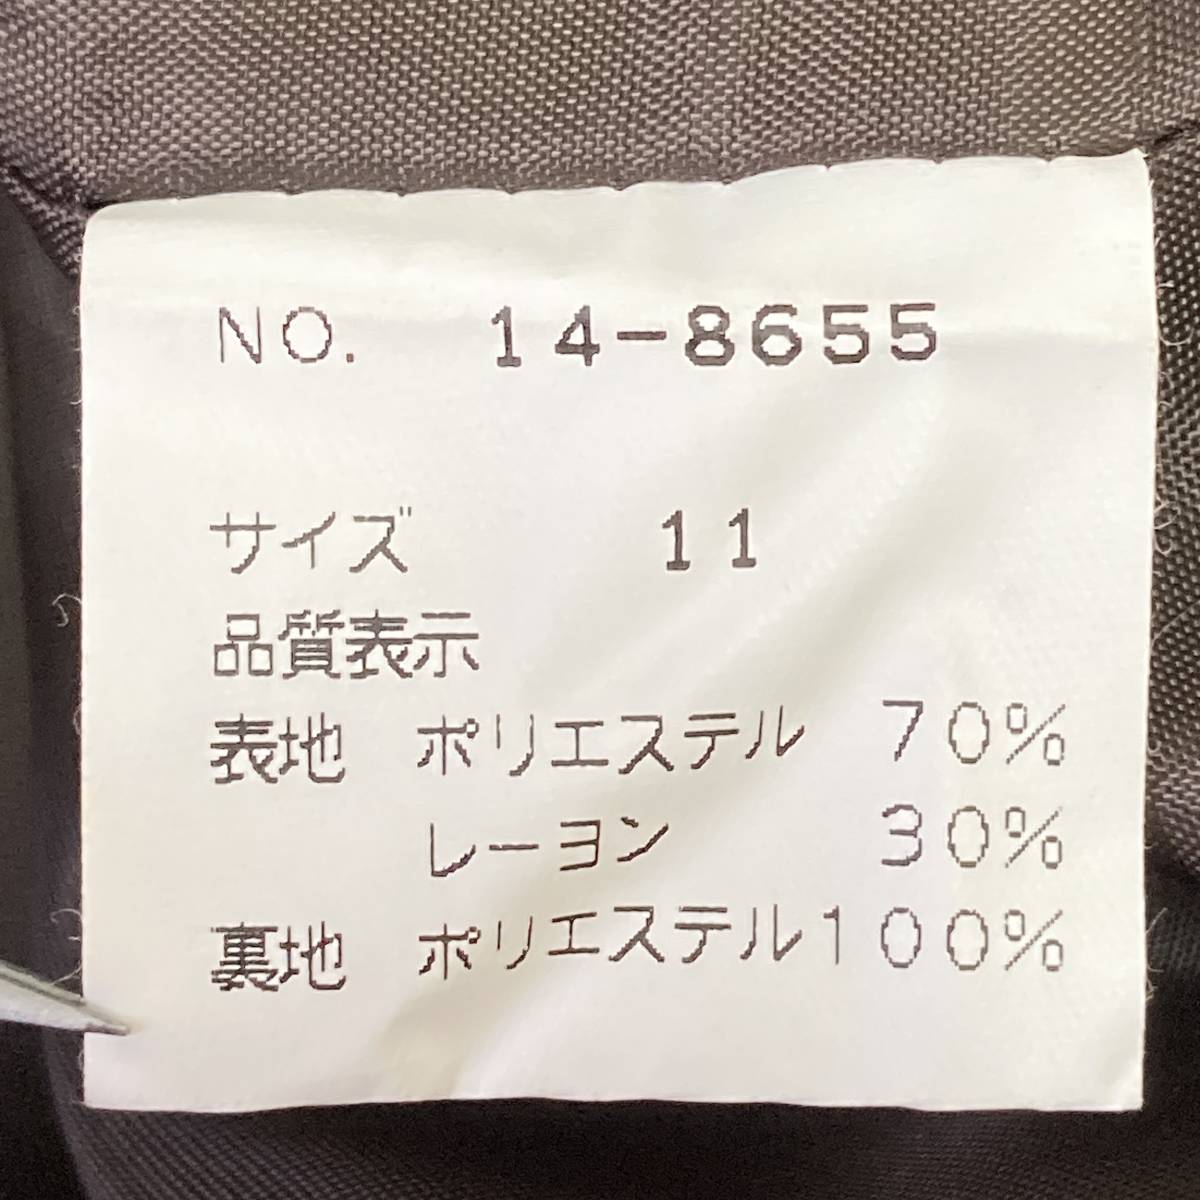 NO. 14-8655
サイズ 11
品質表示
表地 ポリエステル 70%
レーヨン 30%
裏地 ポリエステル100%